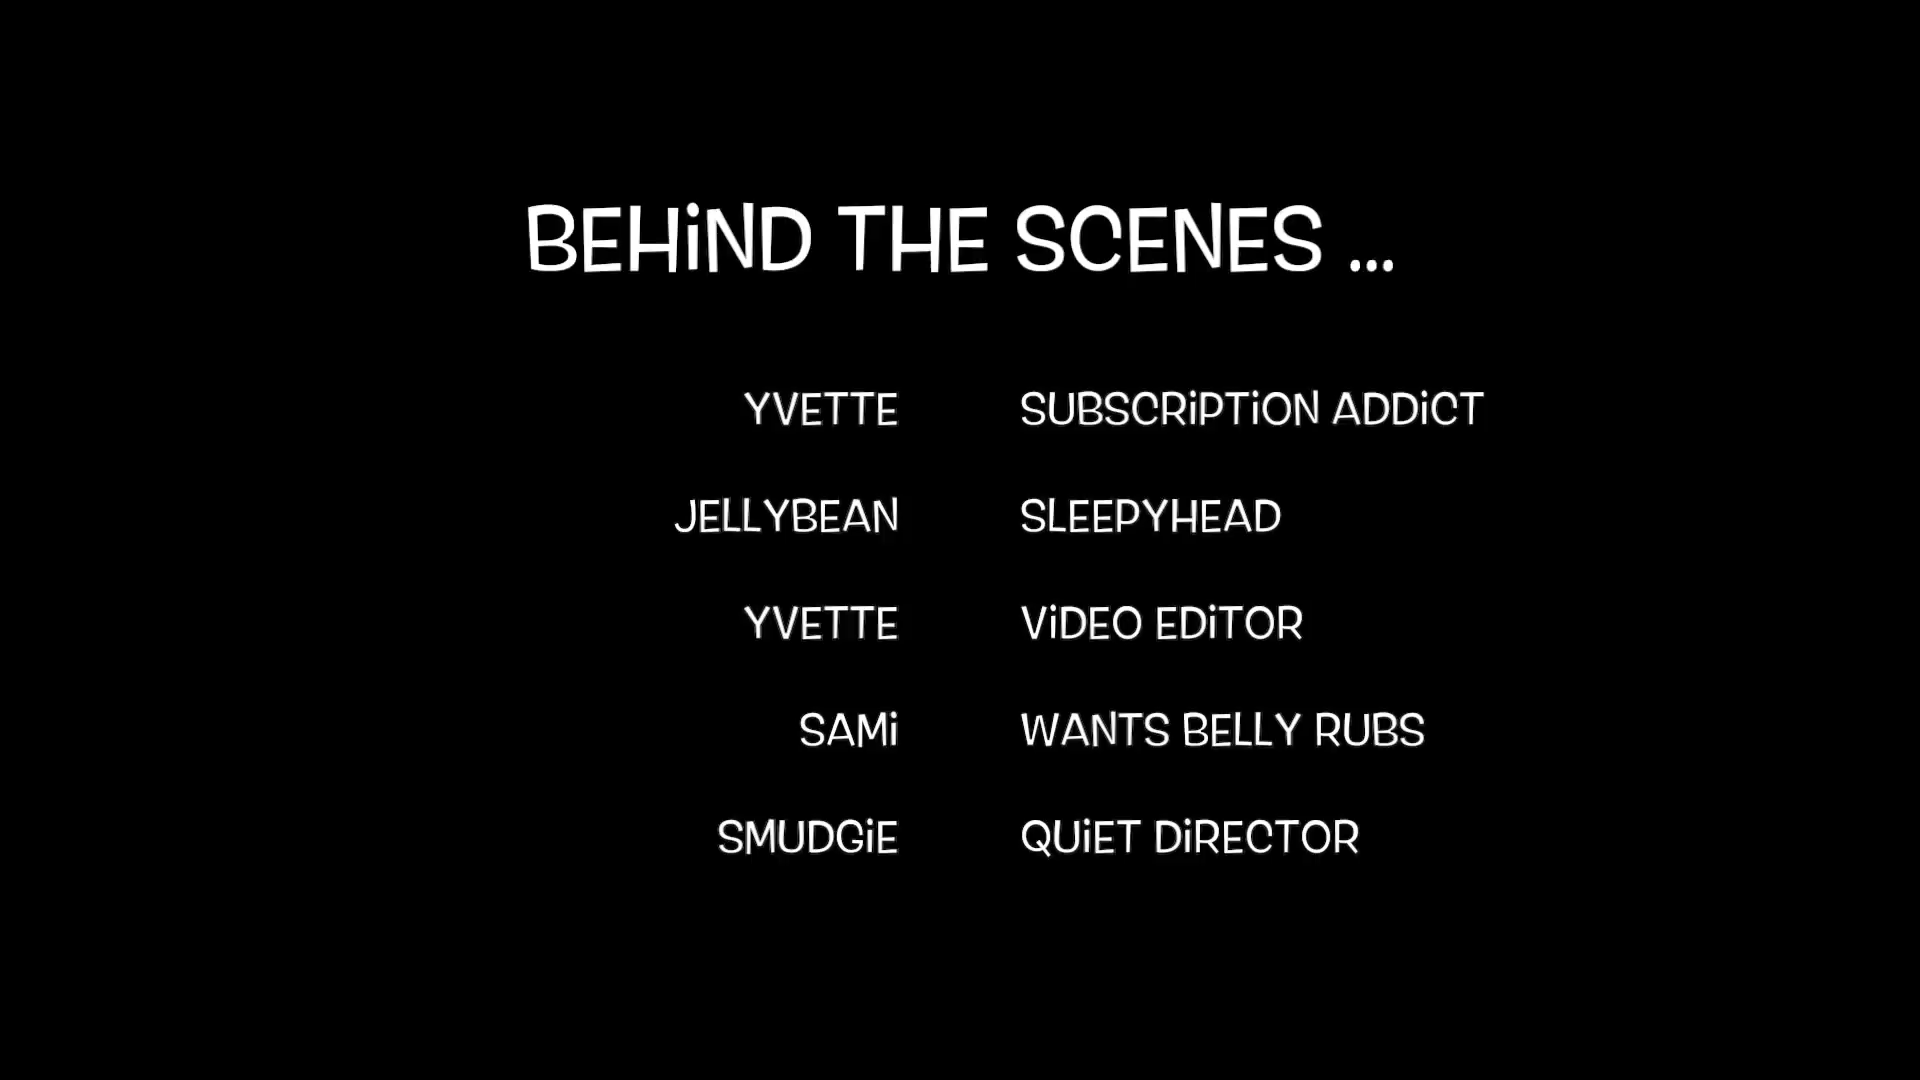 BEHiND THE SCENES ...
YVETTE SUBSCRiPTiON ADDiCT
JELLYBEAN SLEEPYHEAD
YVETTE ViDEO EDiTOR
SAMi WANTS BELLY RUBS
SMUDGiE QUiET DiRECTOR